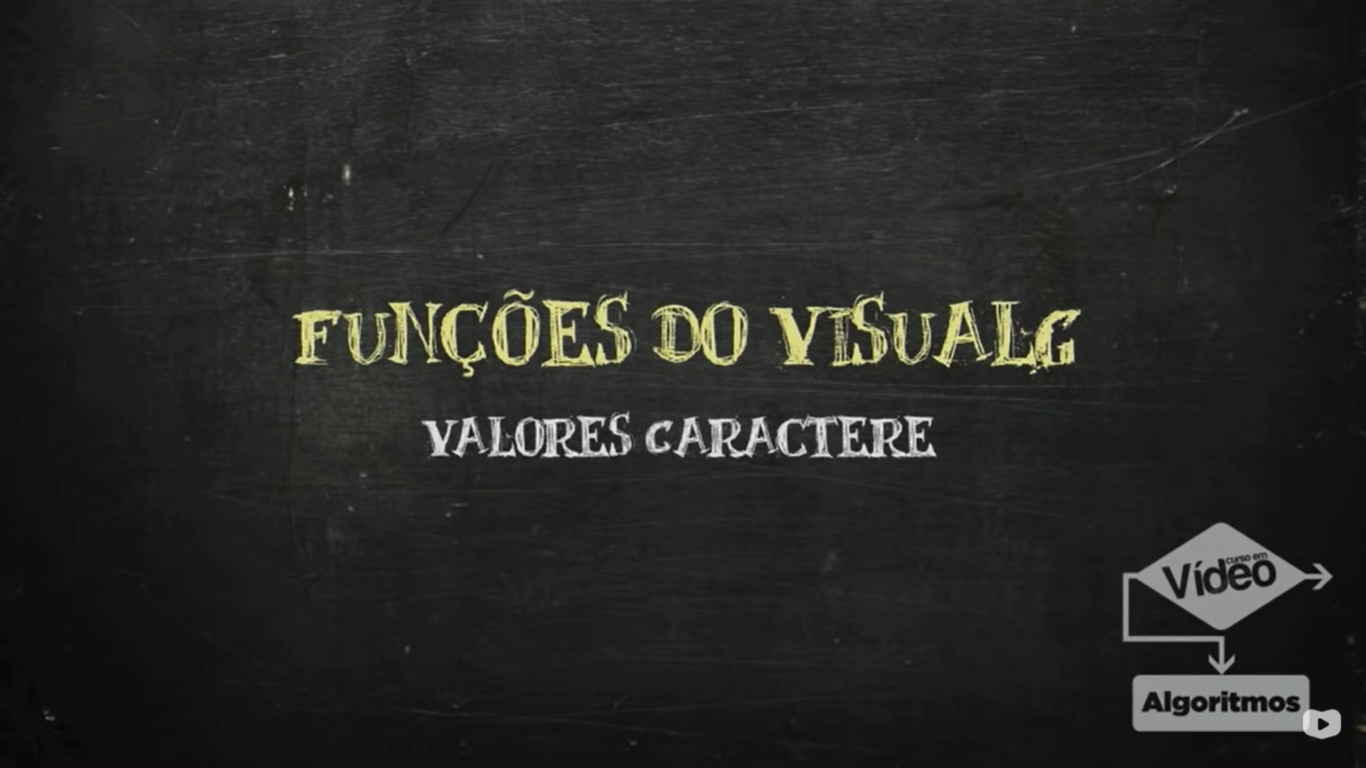 FUNÇÕES DO VISUALG
VALORES CARACTERE
curso em
Vídeo
Algoritmos